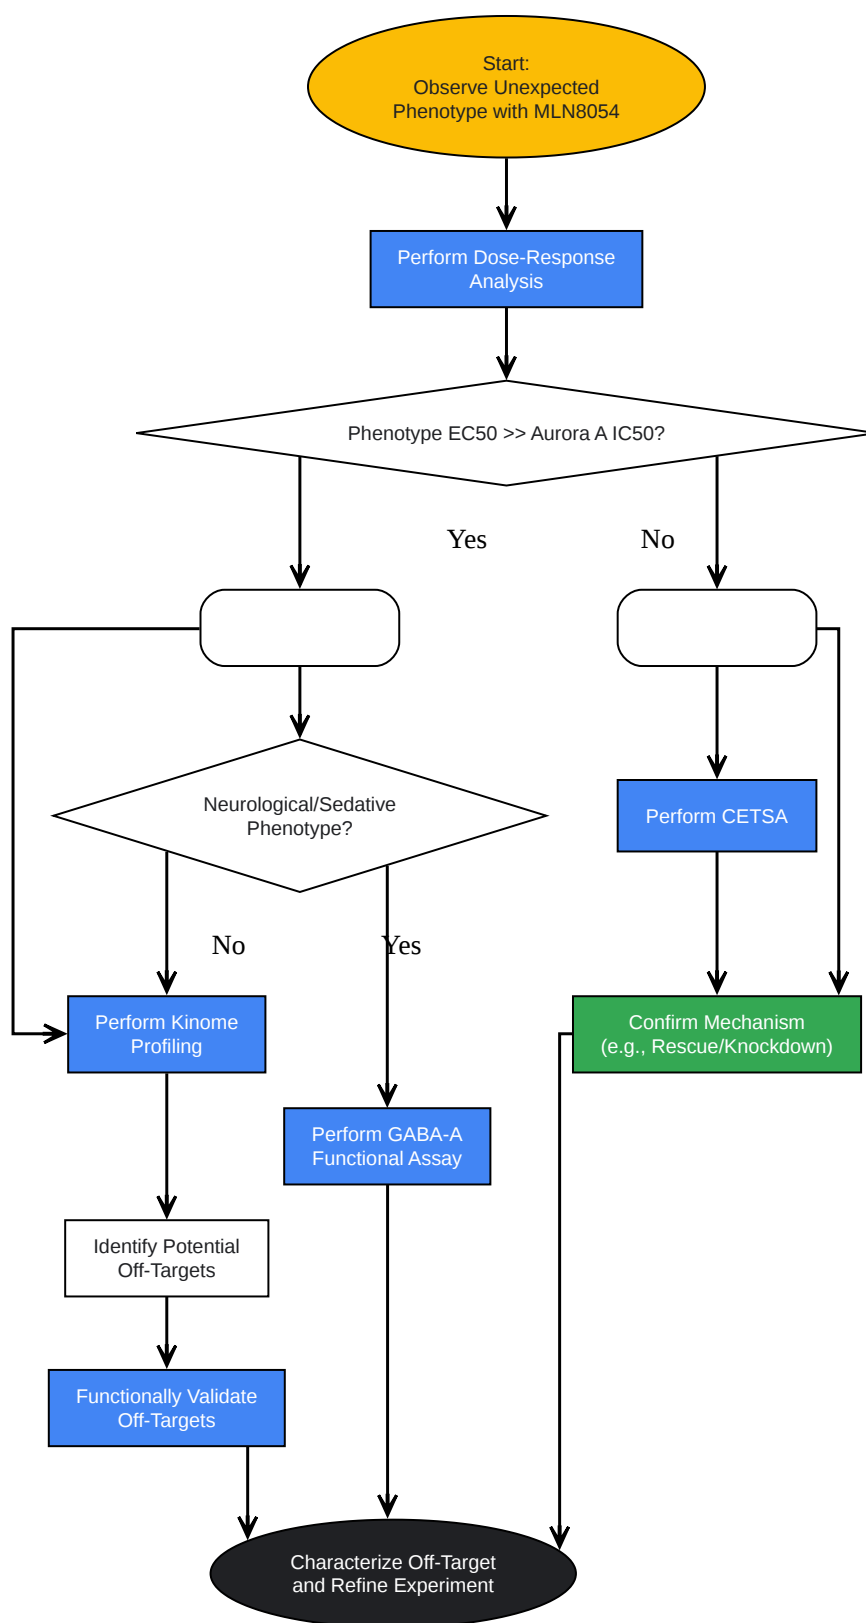 Start:
Observe Unexpected
Phenotype with MLN8054
Perform Dose-Response
Analysis
Phenotype EC50 >> Aurora A IC50?
Yes
No
Neurological/Sedative
Phenotype?
Perform CETSA
No
Yes
Perform Kinome
Profiling
Confirm Mechanism
(e.g., Rescue/Knockdown)
Perform GABA-A
Functional Assay
Identify Potential
Off-Targets
Functionally Validate
Off-Targets
Characterize Off-Target
and Refine Experiment